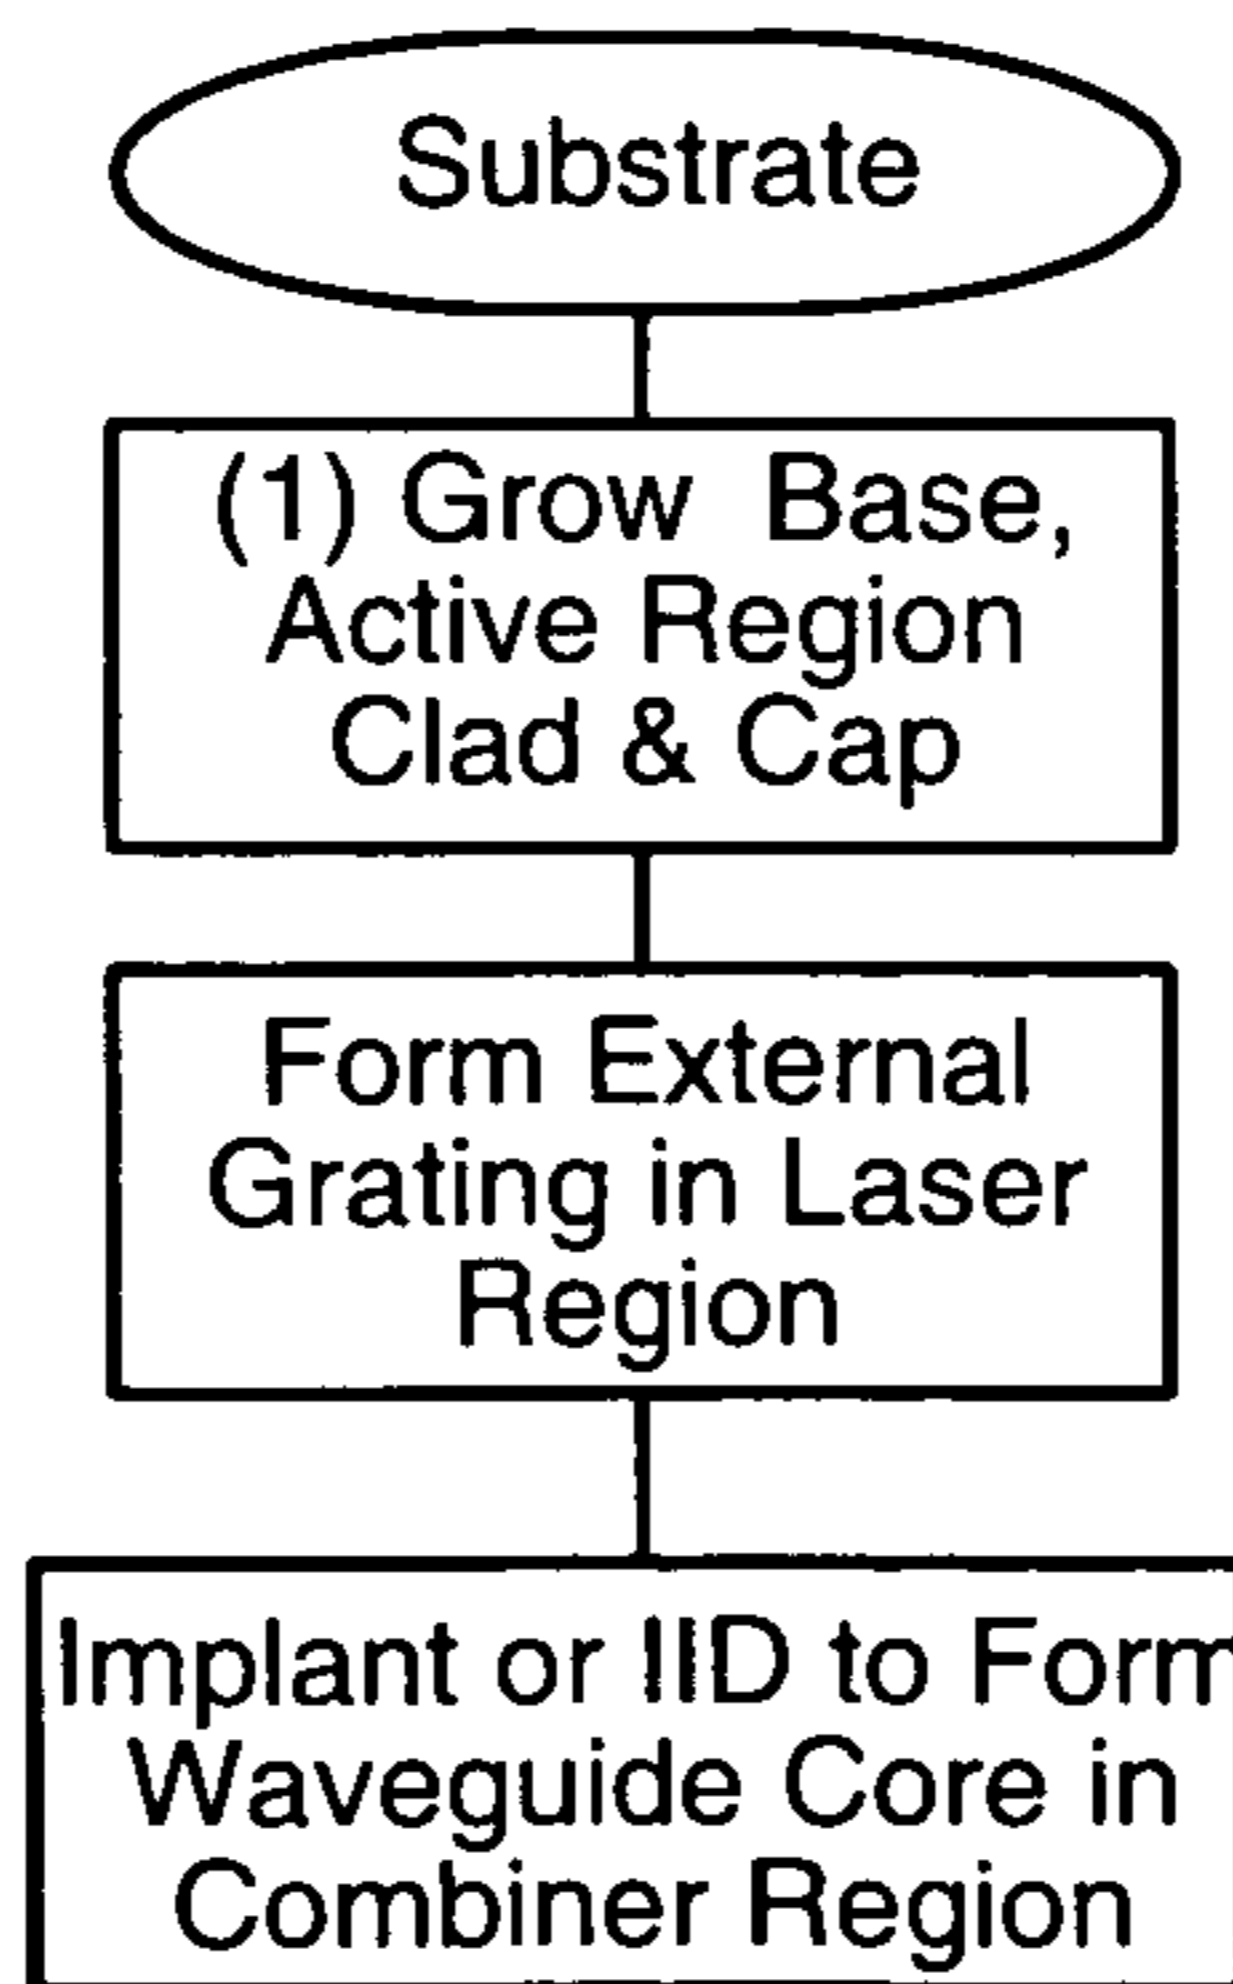 Substrate
(1) Grow Base,
Active Region
Clad & Cap
Form External
Grating in Laser
Region
Implant or IID to Form
Waveguide Core in
Combiner Region